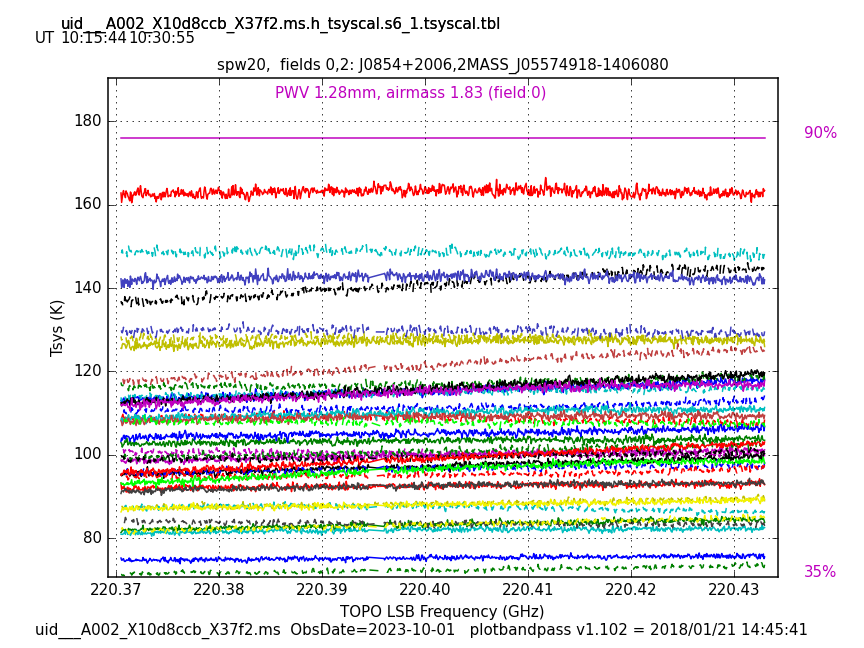 uid___A002_X10d8ccb_X37f2.ms.h_tsyscal.s6_1.tsyscal.tbl
UT 10:15:44 10:30:55
spw20,  fields 0,2: J0854+2006,2MASS_J05574918-1406080
PWV 1.28mm, airmass 1.83 (field 0)
90%
180
160
140
120
100
80
Tsys (K)
35%
220.37 220.38 220.39 220.40 220.41 220.42 220.43
TOPO LSB Frequency (GHz)
uid___A002_X10d8ccb_X37f2.ms  ObsDate=2023-10-01   plotbandpass v1.102 = 2018/01/21 14:45:41